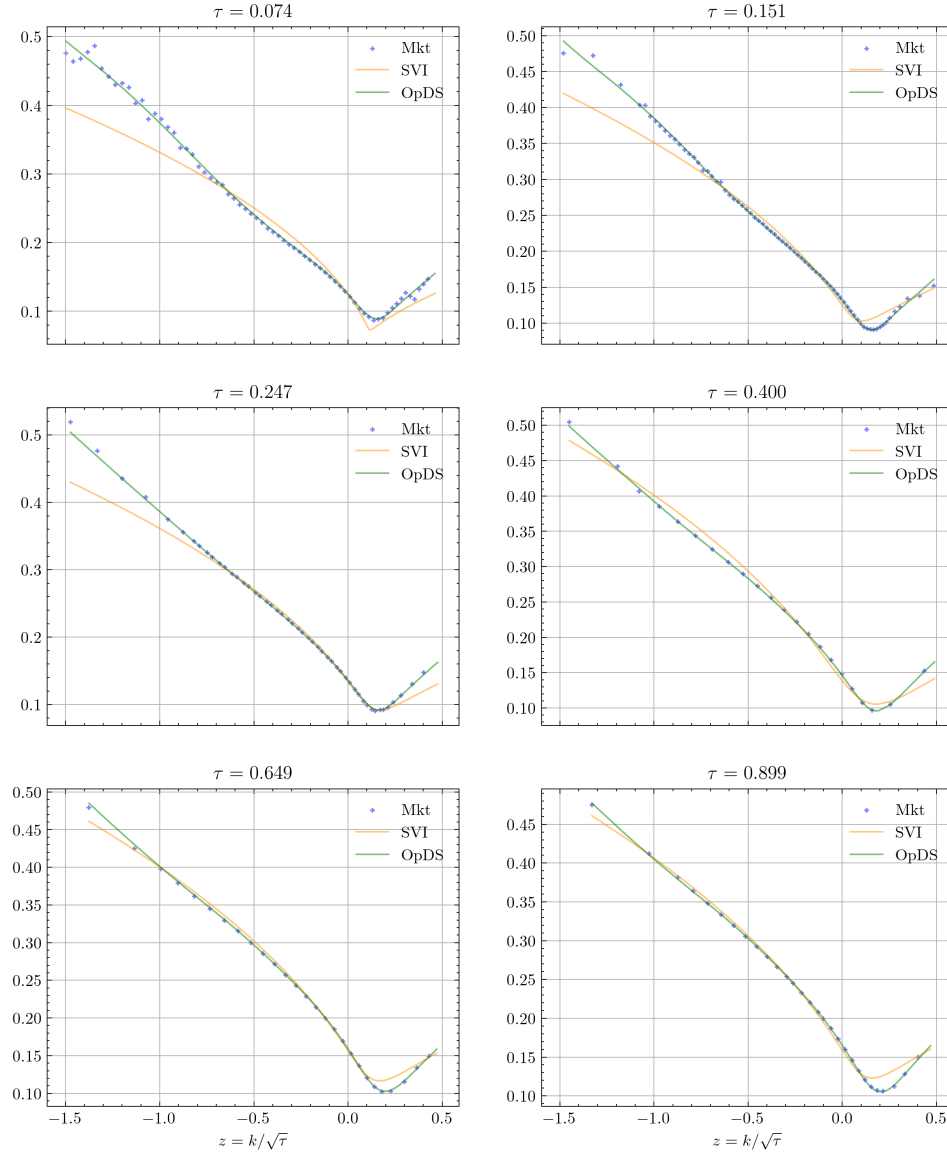 τ = 0.074
0.5
0.4
0.3
0.2
0.1
Mkt
SVI
OpDS
τ = 0.151
0.50
0.45
0.40
0.35
0.30
0.25
0.20
0.15
0.10
Mkt
SVI
OpDS
τ = 0.247
0.5
0.4
0.3
0.2
0.1
Mkt
SVI
OpDS
τ = 0.400
0.50
0.45
0.40
0.35
0.30
0.25
0.20
0.15
0.10
Mkt
SVI
OpDS
τ = 0.649
0.50
0.45
0.40
0.35
0.30
0.25
0.20
0.15
0.10
Mkt
SVI
OpDS
−1.5 −1.0 −0.5 0.0 0.5
z = k/√τ
τ = 0.899
0.45
0.40
0.35
0.30
0.25
0.20
0.15
0.10
Mkt
SVI
OpDS
−1.5 −1.0 −0.5 0.0 0.5
z = k/√τ